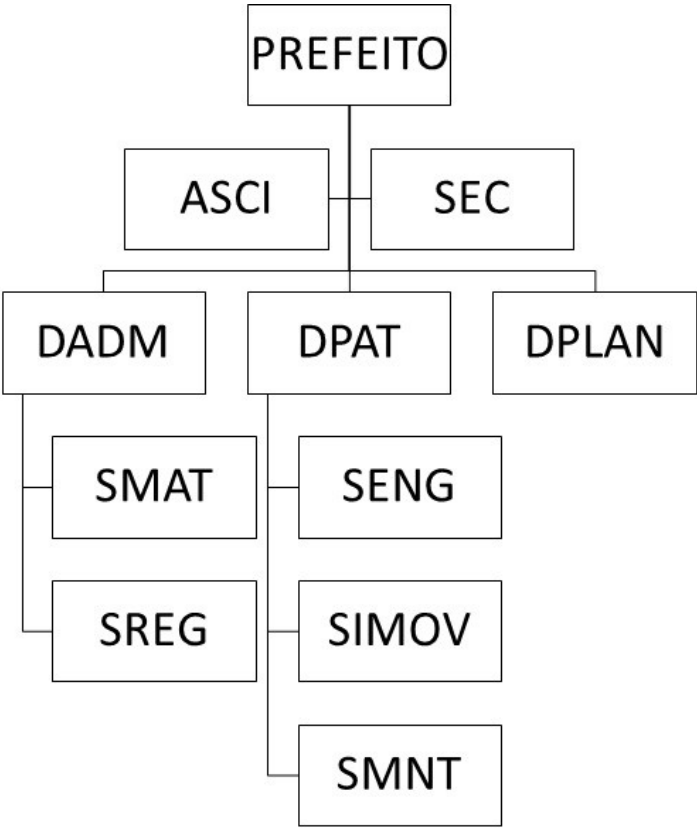 PREFEITO
ASCI
SEC
DADM
DPAT
DPLAN
SMAT
SENG
SREG
SIMOV
SMNT